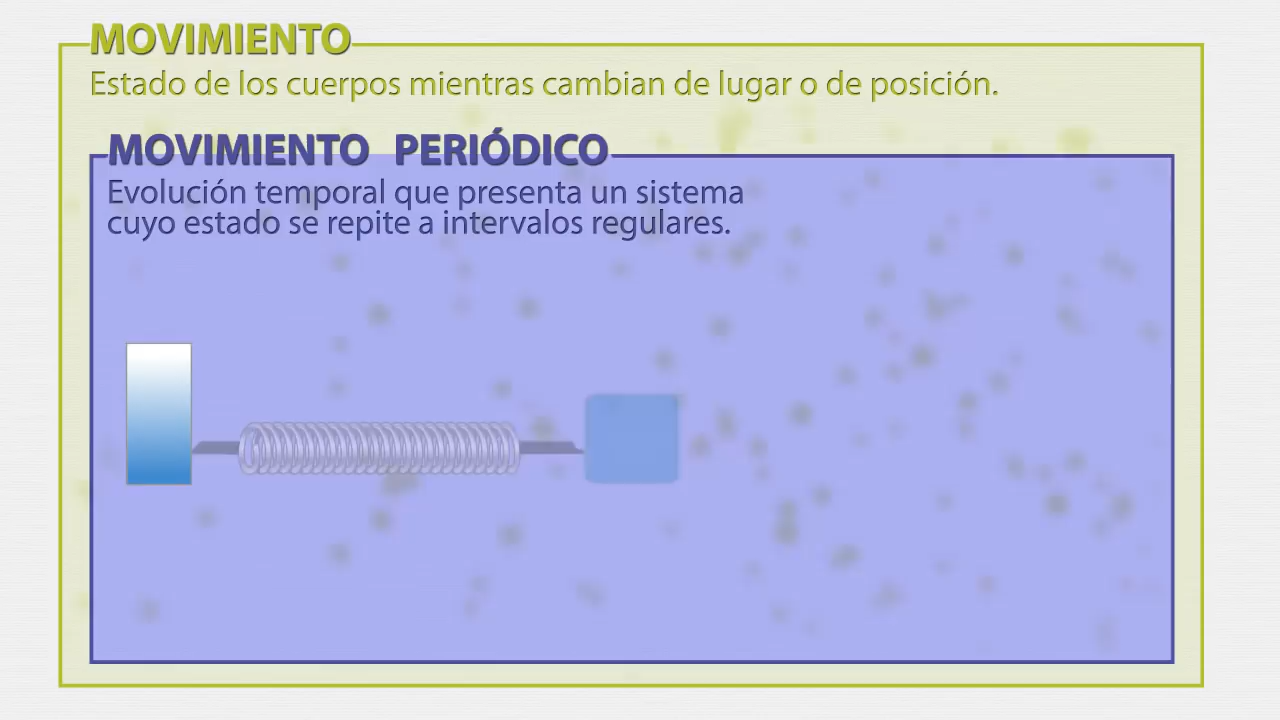 MOVIMIENTO
Estado de los cuerpos mientras cambian de lugar o de posición.
MOVIMIENTO PERIÓDICO
Evolución temporal que presenta un sistema
cuyo estado se repite a intervalos regulares.